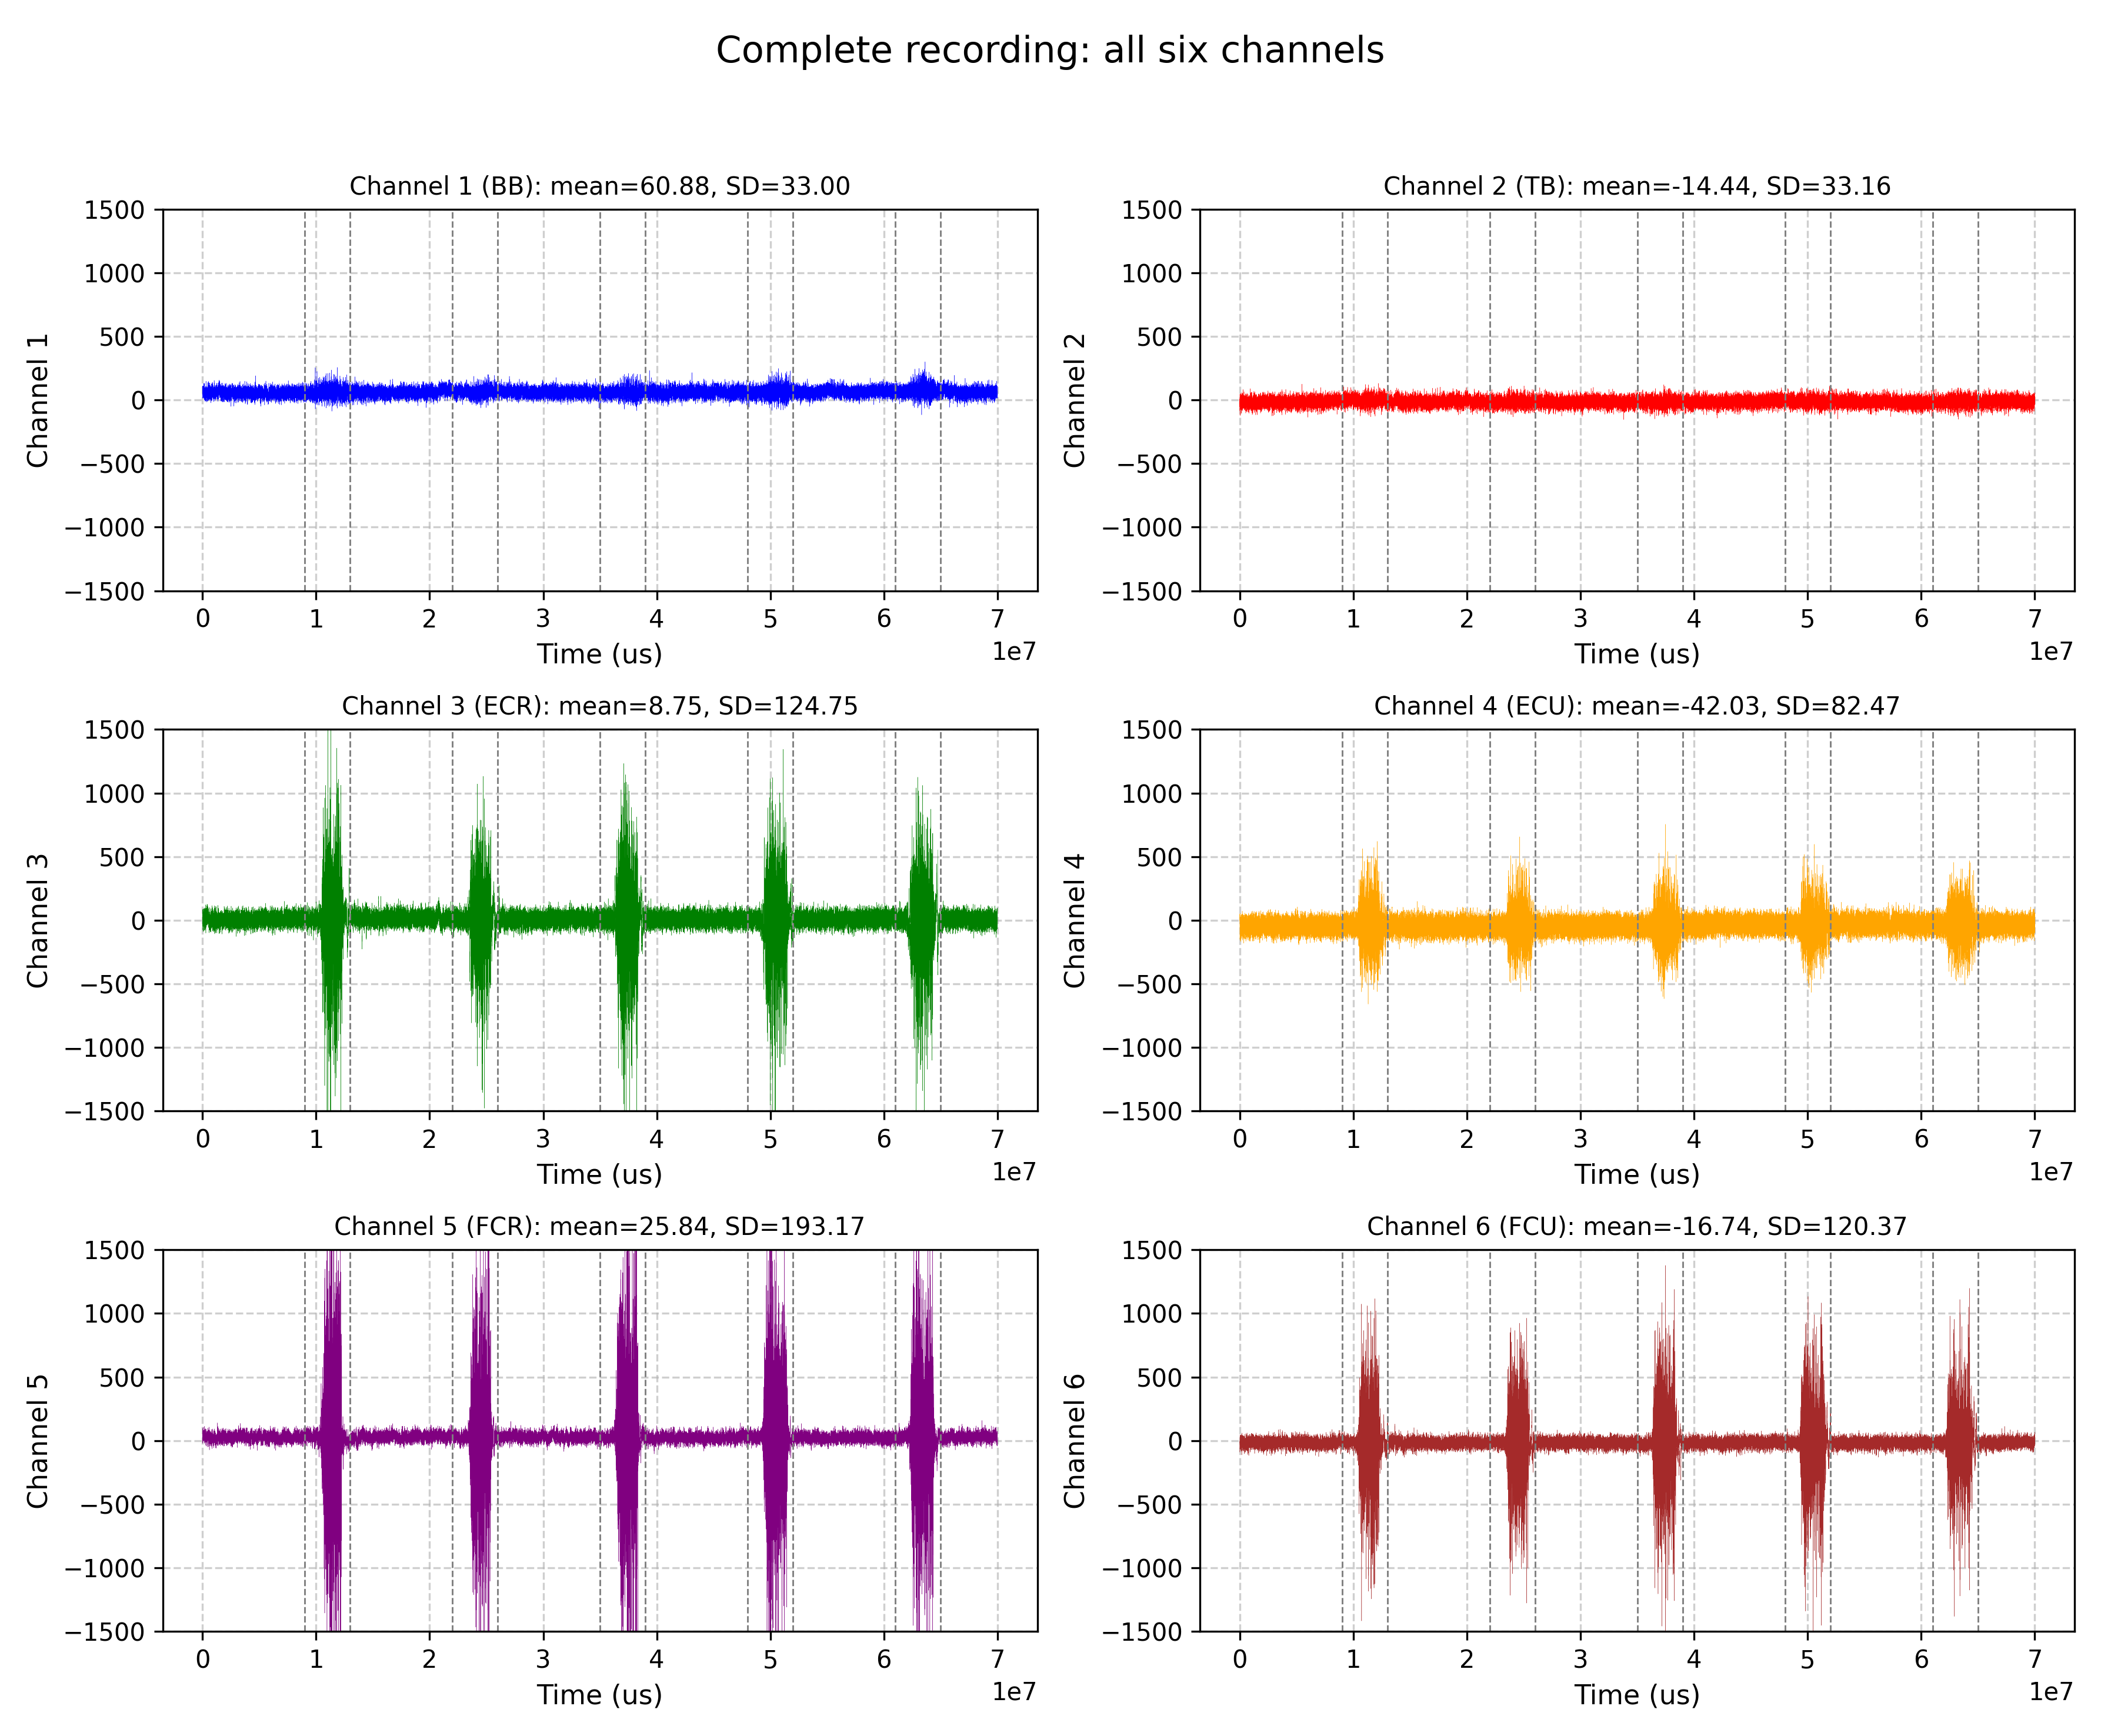 Complete recording: all six channels
Channel 1 (BB): mean=60.88, SD=33.00
1500
1000
500
0
−500
−1000
−1500
Channel 1
0 1 2 3 4 5 6 7
1e7
Time (us)
Channel 2 (TB): mean=-14.44, SD=33.16
1500
1000
500
0
−500
−1000
−1500
Channel 2
0 1 2 3 4 5 6 7
1e7
Time (us)
Channel 3 (ECR): mean=8.75, SD=124.75
1500
1000
500
0
−500
−1000
−1500
Channel 3
0 1 2 3 4 5 6 7
1e7
Time (us)
Channel 4 (ECU): mean=-42.03, SD=82.47
1500
1000
500
0
−500
−1000
−1500
Channel 4
0 1 2 3 4 5 6 7
1e7
Time (us)
Channel 5 (FCR): mean=25.84, SD=193.17
1500
1000
500
0
−500
−1000
−1500
Channel 5
0 1 2 3 4 5 6 7
1e7
Time (us)
Channel 6 (FCU): mean=-16.74, SD=120.37
1500
1000
500
0
−500
−1000
−1500
Channel 6
0 1 2 3 4 5 6 7
1e7
Time (us)